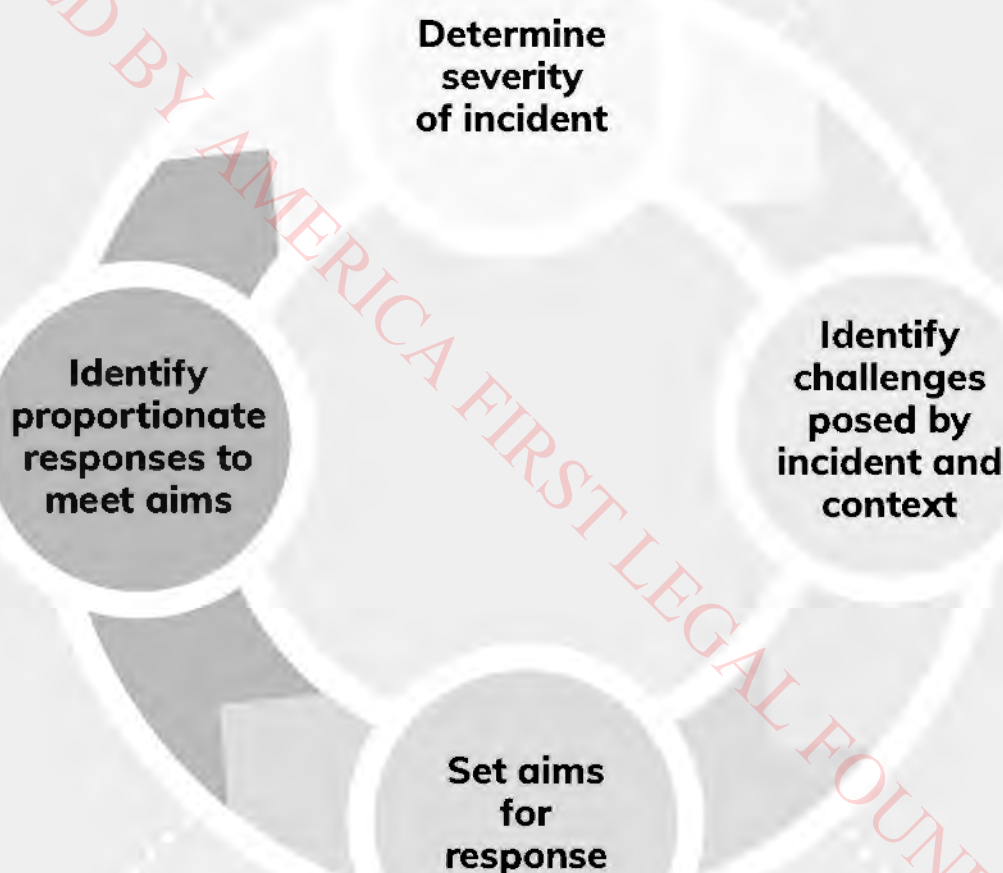 Determine
severity
of incident
Identify
challenges
posed by
incident and
context
Set aims
for
response
Identify
proportionate
responses to
meet aims
D BY AMERICA FIRST LEGAL FOUN